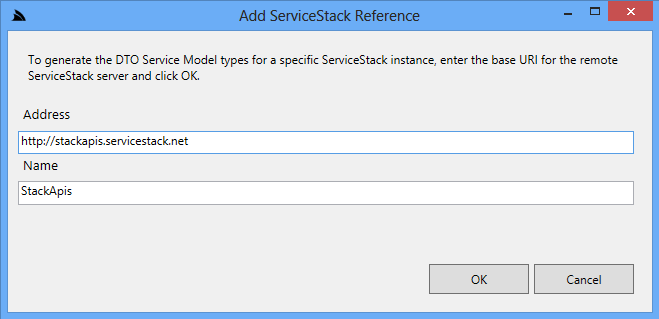 Add ServiceStack Reference
To generate the DTO Service Model types for a specific ServiceStack instance, enter the base URI for the remote
ServiceStack server and click OK.
Address
http://stackapis.servicestack.net
Name
StackApis
OK
Cancel